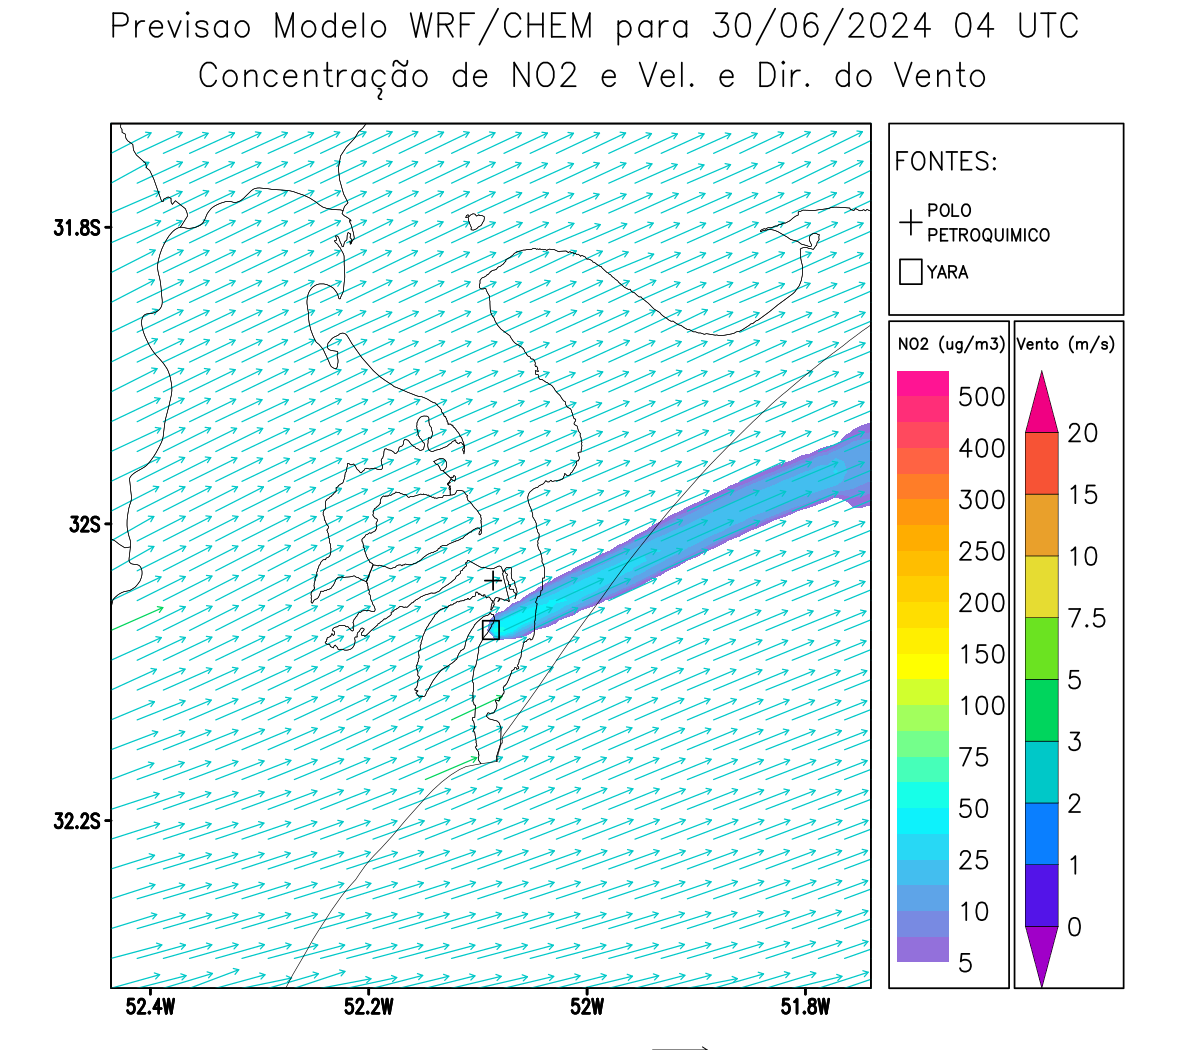 Previsao Modelo WRF/CHEM para 30/06/2024 04 UTC
Concentração de NO2 e Vel. e Dir. do Vento
FONTES:
POLO
PETROQUIMICO
YARA
31.8S
32S
32.2S
52.4W
52.2W
52W
51.8W
NO2 (ug/m3)
500
400
300
250
200
150
100
75
50
25
10
5
Vento (m/s)
20
15
10
7.5
5
3
2
1
0